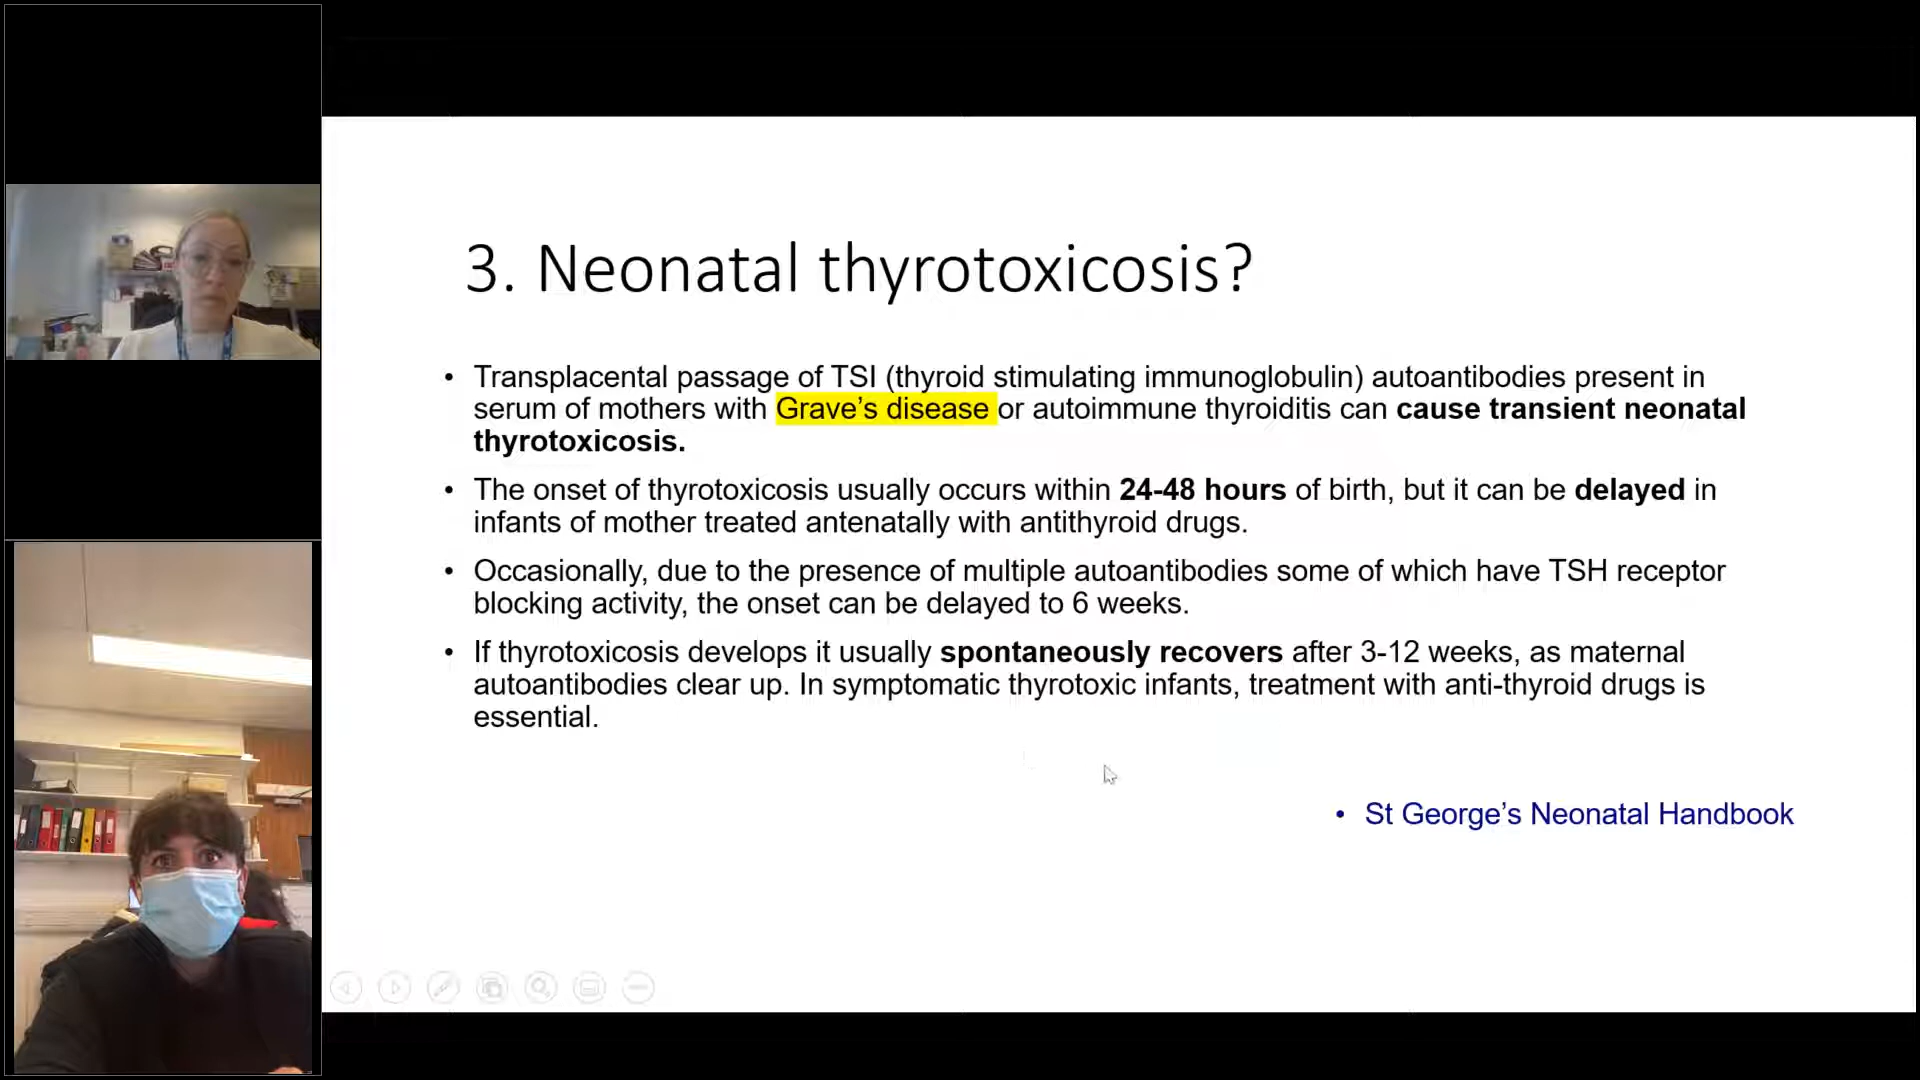 3. Neonatal thyrotoxicosis?
• Transplacental passage of TSI (thyroid stimulating immunoglobulin) autoantibodies present in
serum of mothers with Grave’s disease or autoimmune thyroiditis can cause transient neonatal
thyrotoxicosis.
• The onset of thyrotoxicosis usually occurs within 24-48 hours of birth, but it can be delayed in
infants of mother treated antenatally with antithyroid drugs.
• Occasionally, due to the presence of multiple autoantibodies some of which have TSH receptor
blocking activity, the onset can be delayed to 6 weeks.
• If thyrotoxicosis develops it usually spontaneously recovers after 3-12 weeks, as maternal
autoantibodies clear up. In symptomatic thyrotoxic infants, treatment with anti-thyroid drugs is
essential.
• St George’s Neonatal Handbook